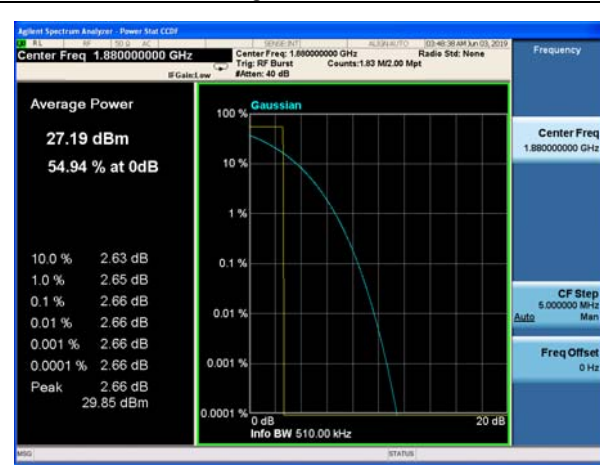 Agilent Spectrum Analyzer - Power Stat CCDF
RL RF 50 Ω AC SENSE:INT ALIGN AUTO 03:48:38 AM Jun 03, 2019
Center Freq 1.880000000 GHz
Center Freq: 1.880000000 GHz Radio Std: None
Trig: RF Burst Counts:1.83 M/2.00 Mpt
IFGain:Low #Atten: 40 dB
Frequency
Average Power
27.19 dBm
54.94 % at 0dB
10.0 % 2.63 dB
1.0 % 2.65 dB
0.1 % 2.66 dB
0.01 % 2.66 dB
0.001 % 2.66 dB
0.0001 % 2.66 dB
Peak 2.66 dB
29.85 dBm
Gaussian
100 %
10 %
1 %
0.1 %
0.01 %
0.001 %
0.0001 %
0 dB 20 dB
Info BW 510.00 kHz
Center Freq
1.880000000 GHz
CF Step
5.000000 MHz
Auto Man
Freq Offset
0 Hz
MSG STATUS